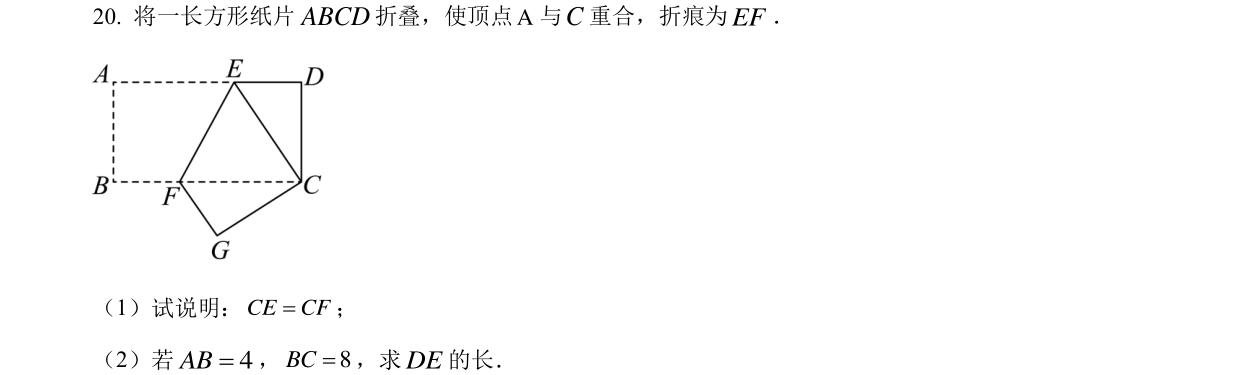 20. 将一长方形纸片 ABCD 折叠，使顶点 A 与 C 重合，折痕为 EF．
A E D
B F C
G
（1）试说明：CE = CF；
（2）若 AB = 4，BC = 8，求 DE 的长．